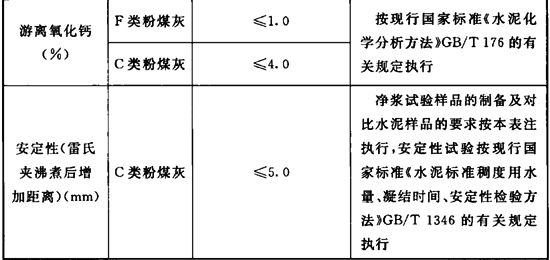 游离氧化钙
(%)
F类粉煤灰
≤1.0
C类粉煤灰
≤4.0
按现行国家标准《水泥化
学分析方法》GB/T 176 的有
关规定执行
安定性(雷氏
夹沸煮后增
加距离)(mm)
C类粉煤灰
≤5.0
净浆试验样品的制备及对
比水泥样品的要求按本表注
执行,安定性试验按现行国
家标准《水泥标准稠度用水
量、凝结时间、安定性检验方
法》GB/T 1346 的有关规定
执行